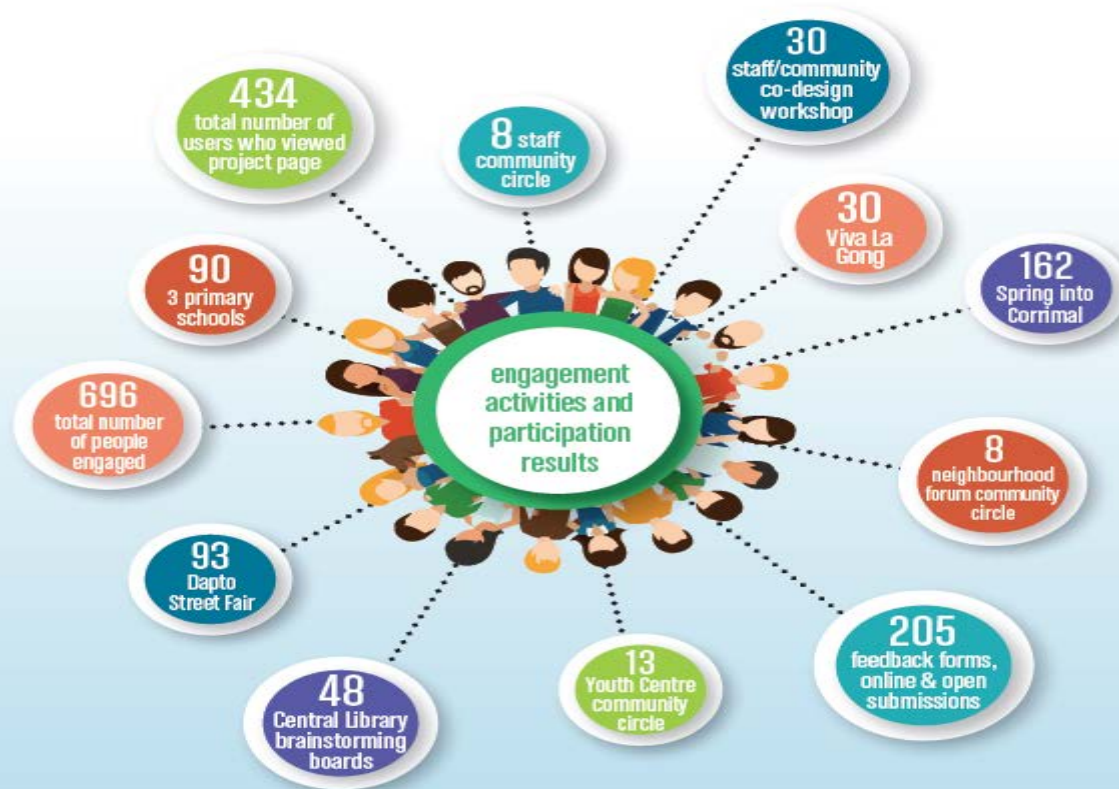 30
staff/community
co-design
workshop
434
total number of
users who viewed
project page
8 staff
community
circle
30
Viva La
Gong
162
Spring into
Corrimal
90
3 primary
schools
engagement
activities and
participation
results
696
total number
of people
engaged
8
neighbourhood
forum community
circle
93
Dapto
Street Fair
205
feedback forms,
online & open
submissions
13
Youth Centre
community
circle
48
Central Library
brainstorming
boards